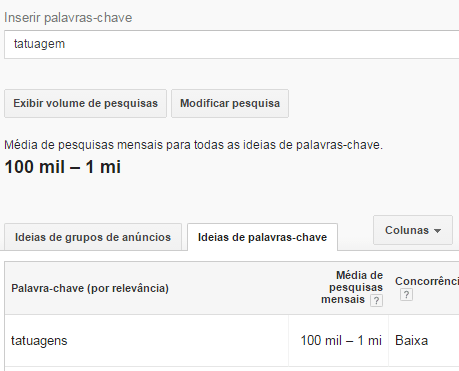 Inserir palavras-chave
tatuagem
Exibir volume de pesquisas Modificar pesquisa
Média de pesquisas mensais para todas as ideias de palavras-chave.
100 mil – 1 mi
Colunas
Ideias de grupos de anúncios Ideias de palavras-chave
Palavra-chave (por relevância)
Média de
pesquisas
mensais ?
Concorrênci
?
tatuagens 100 mil – 1 mi Baixa